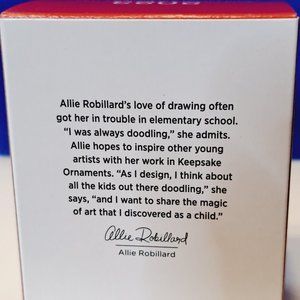 Allie Robillard's love of drawing often
got her in trouble in elementary school.
"I was always doodling," she admits.
Allie hopes to inspire other young
artists with her work in Keepsake
Ornaments. "As I design, I think about
all the kids out there doodling," she
says, "and I want to share the magic
of art that I discovered as a child."
Allie Robillard
Allie Robillard